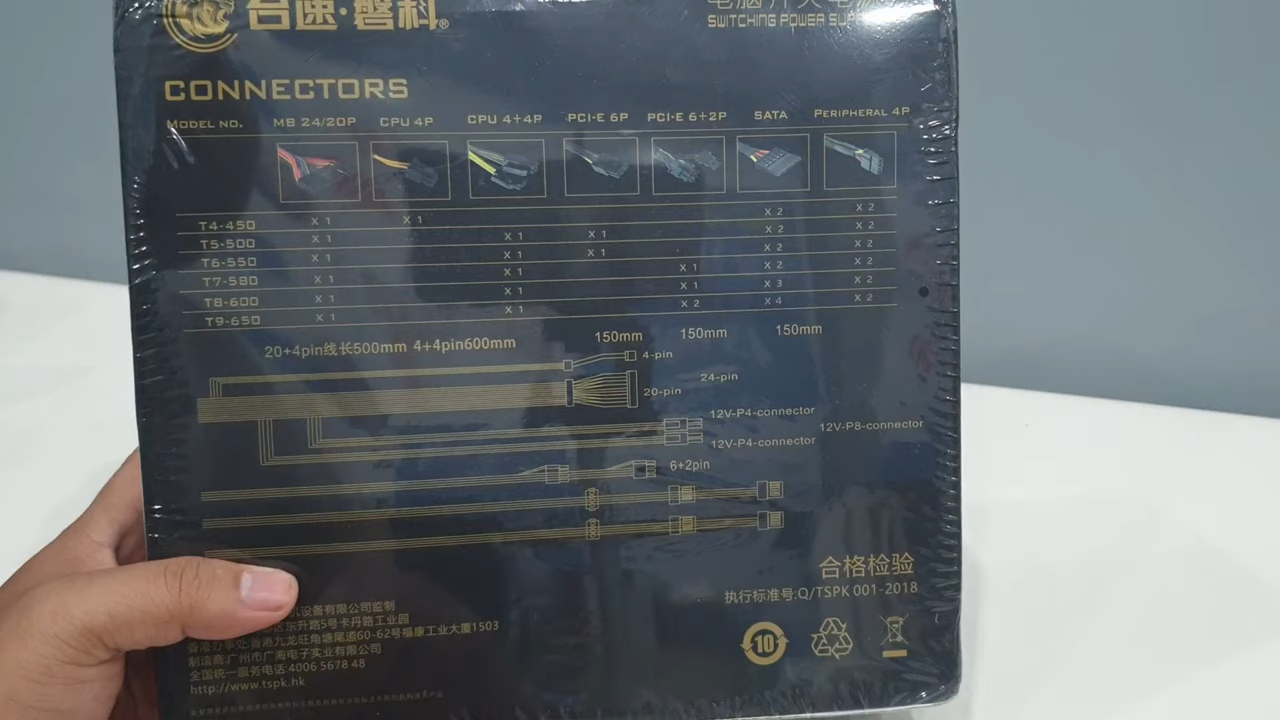 台速·磐科®
电脑开关电源
SWITCHING POWER SUPP
CONNECTORS
MODEL NO. MB 24/20P CPU 4P CPU 4+4P PCI-E 6P PCI-E 6+2P SATA PERIPHERAL 4P
T4-450 X 1 X 1 X 2 X 2
T5-500 X 1 X 1 X 1 X 2 X 2
T6-550 X 1 X 1 X 1 X 2 X 2
T7-580 X 1 X 1 X 1 X 2 X 2
T8-600 X 1 X 1 X 1 X 3 X 2
T9-650 X 1 X 1 X 2 X 4 X 2
20+4pin线长500mm 4+4pin600mm 150mm 150mm 150mm
4-pin
24-pin
20-pin
12V-P4-connector
12V-P8-connector
12V-P4-connector
6+2pin
合格检验
执行标准号:Q/TSPK 001-2018
10
设备有限公司监制
区东升路5号卡丹路工业园
香港办事处:香港九龙旺角塘尾道60-62号福康工业大厦1503
制造商:广州市广海电子实业有限公司
全国统一服务电话:4006 5678 48
http://www.tspk.hk